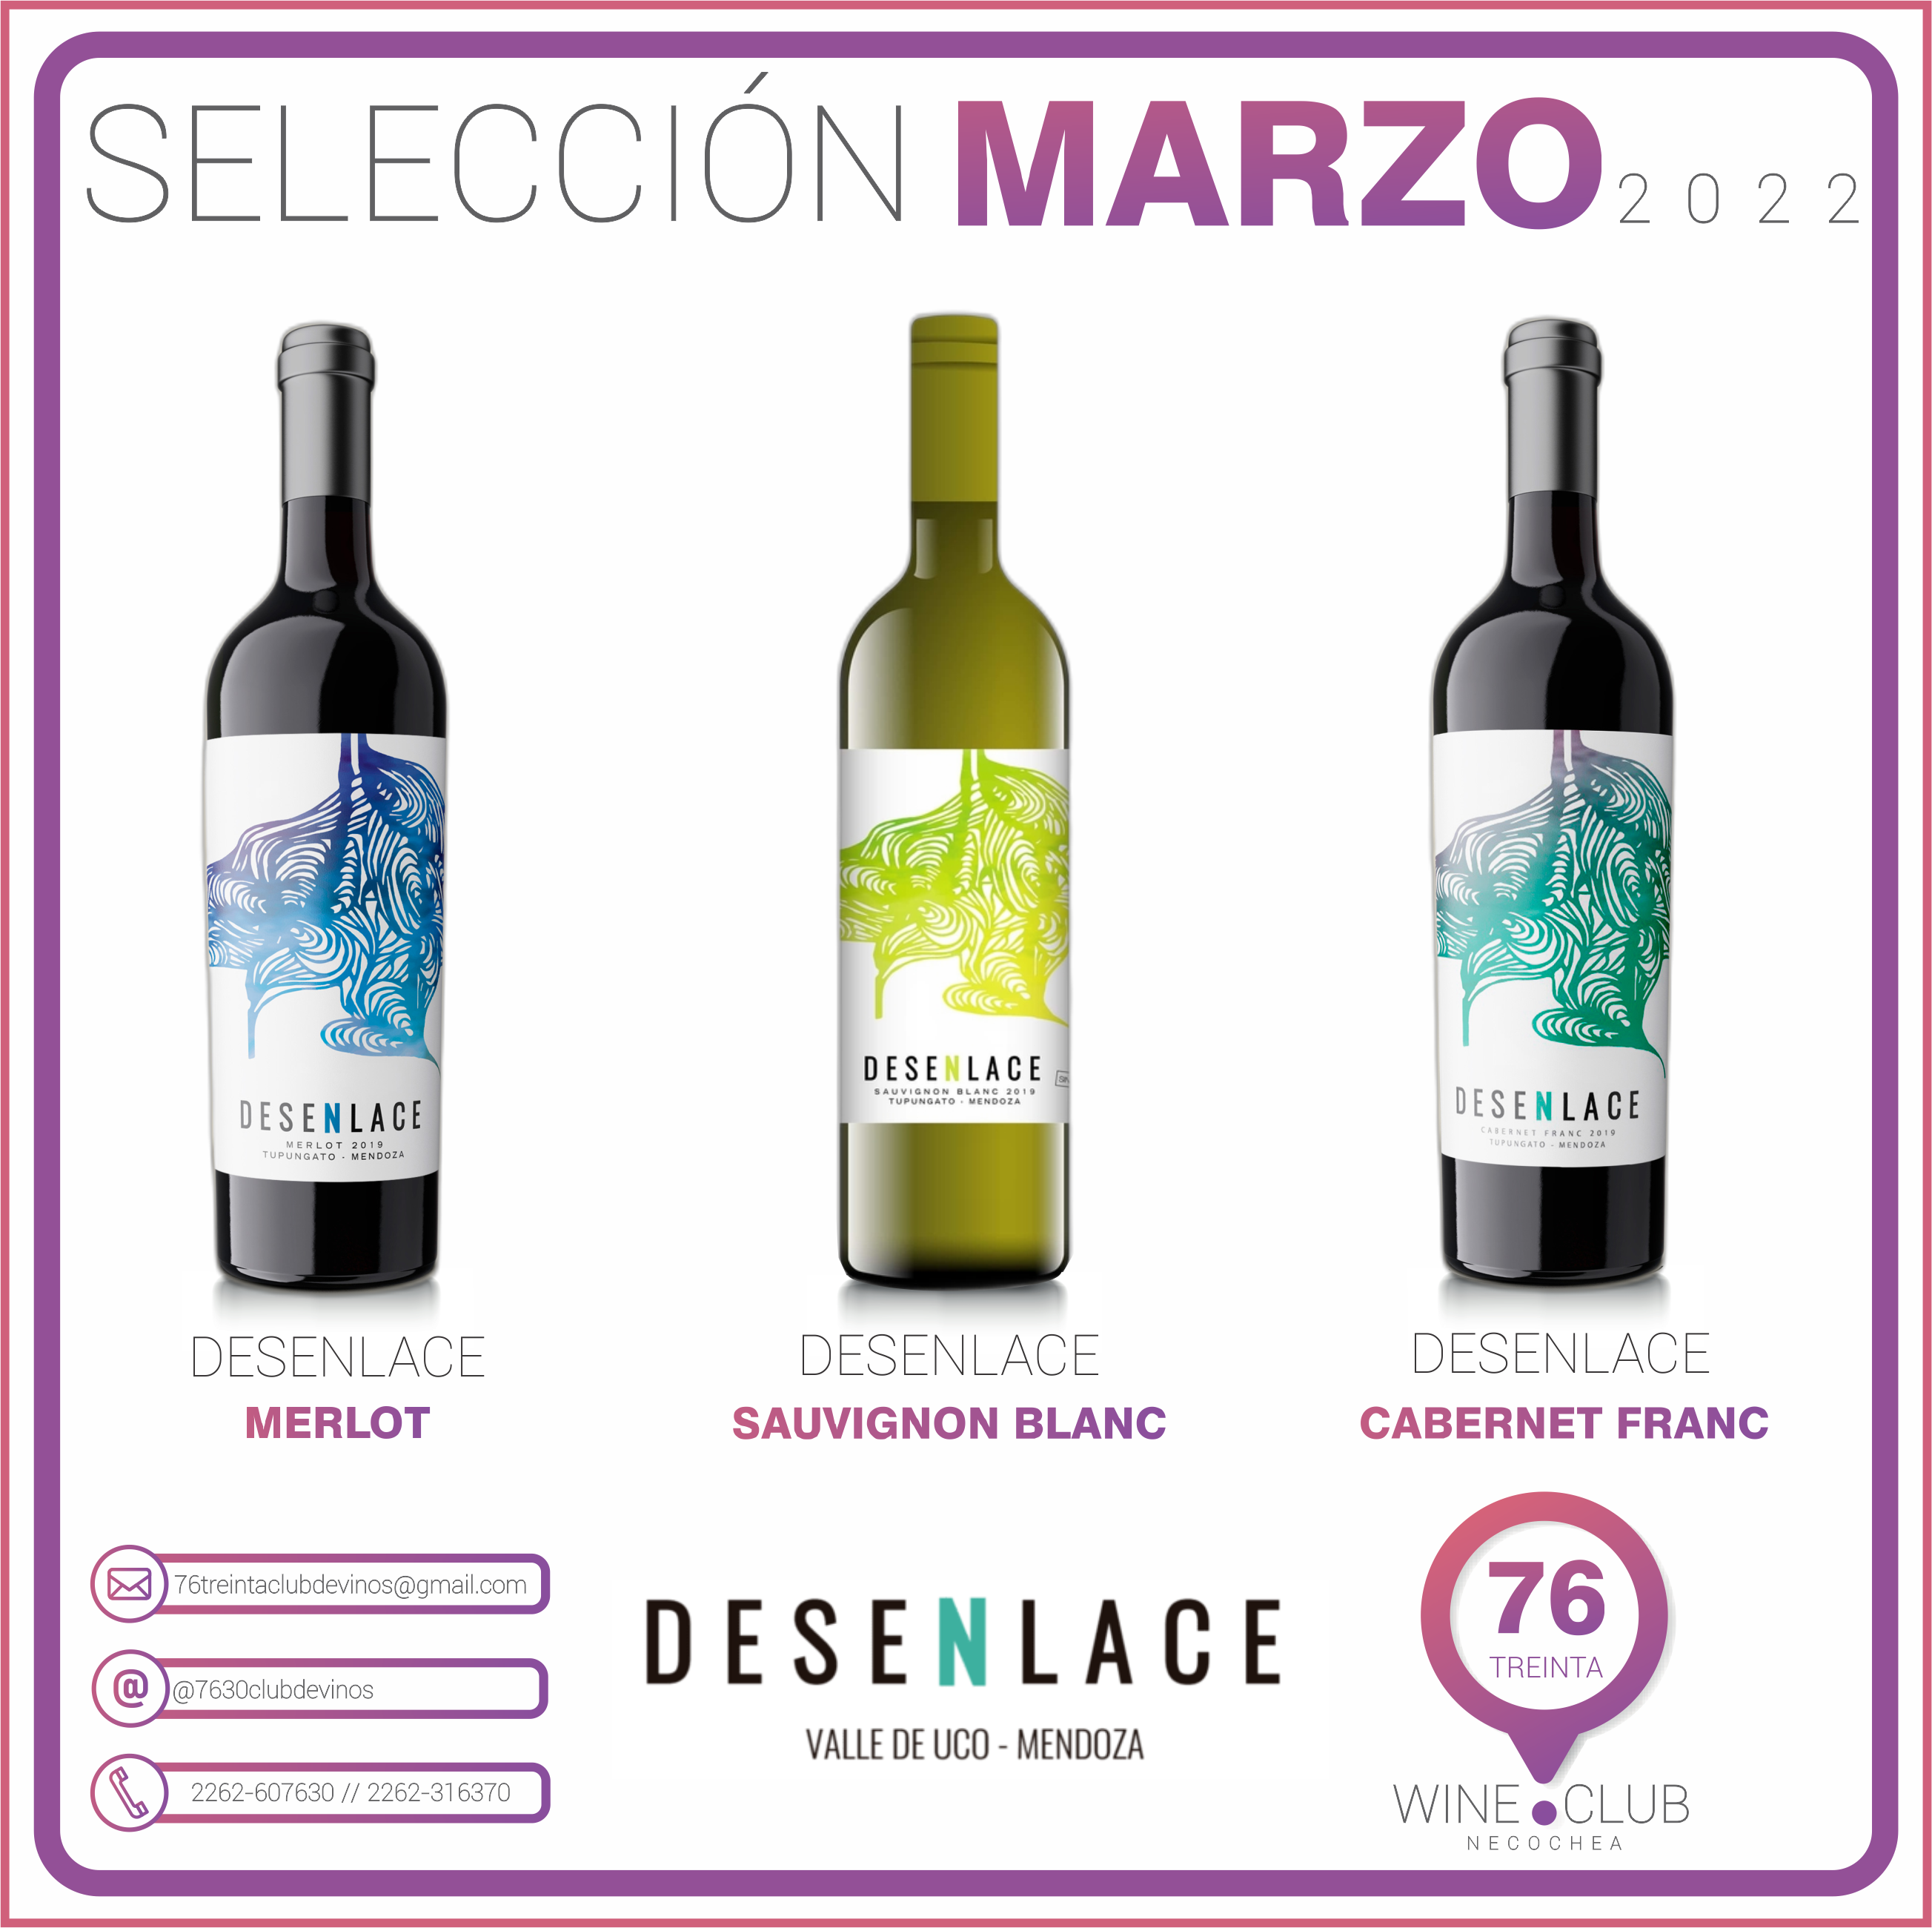 SELECCIÓN MARZO 2022
DESENLACE
MERLOT 2019
TUPUNGATO - MENDOZA
DESENLACE
SAUVIGNON BLANC 2019
TUPUNGATO - MENDOZA
DESENLACE
CABERNET FRANC 2019
TUPUNGATO - MENDOZA
DESENLACE
MERLOT
DESENLACE
SAUVIGNON BLANC
DESENLACE
CABERNET FRANC
76treintaclubdevinos@gmail.com
@ @7630clubdevinos
2262-607630 // 2262-316370
DESENLACE
VALLE DE UCO - MENDOZA
76
TREINTA
WINE.CLUB
NECOCHEA